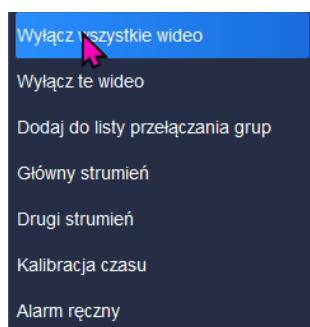 Wyłącz wszystkie wideo
Wyłącz te wideo
Dodaj do listy przełączania grup
Główny strumień
Drugi strumień
Kalibracja czasu
Alarm ręczny